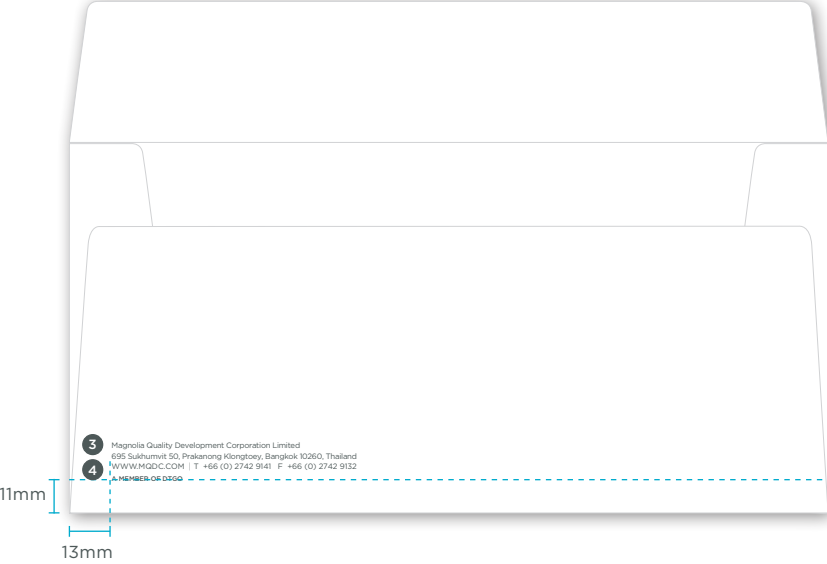 3 Magnolia Quality Development Corporation Limited
695 Sukhumvit 50, Prakanong Klongtoey, Bangkok 10260, Thailand
4 WWW.MQDC.COM | T +66 (0) 2742 9141 F +66 (0) 2742 9132
A MEMBER OF DTGO
11mm
13mm